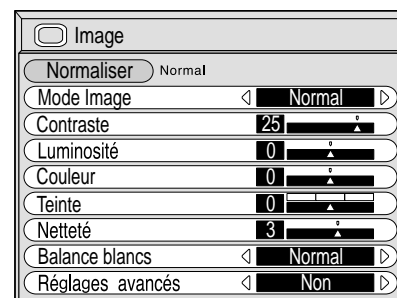 Image
Normaliser Normal
Mode Image Normal
Contraste 25
Luminosité 0
Couleur 0
Teinte 0
Netteté 3
Balance blancs Normal
Réglages avancés Non